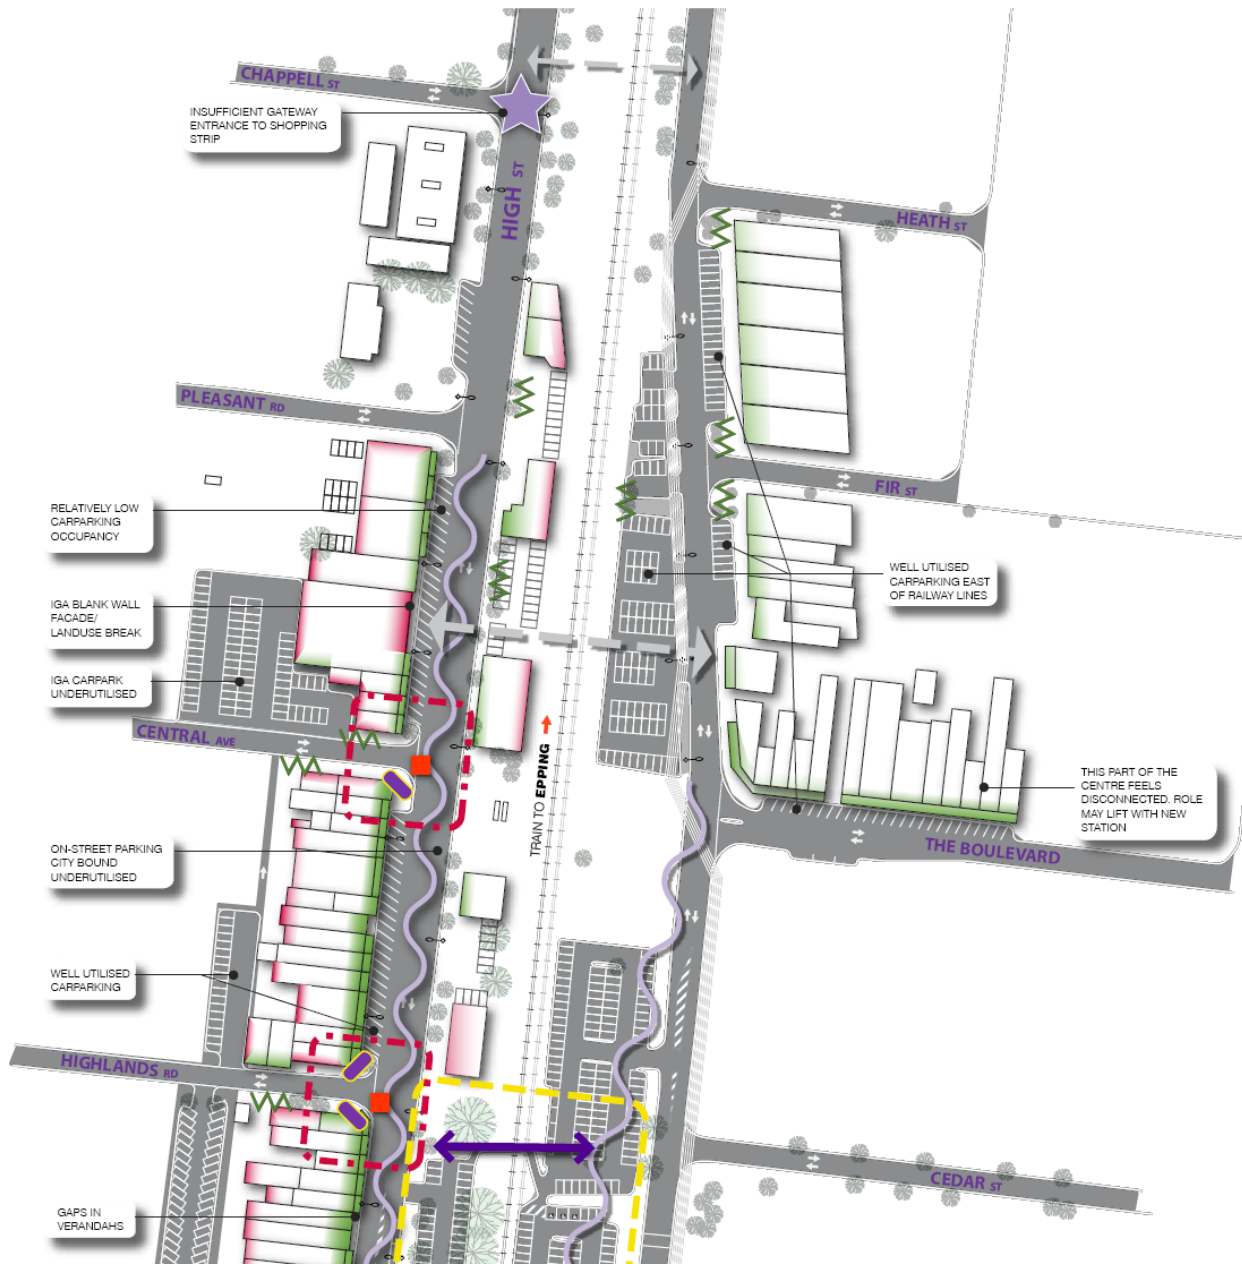 CHAPPELL ST
INSUFFICIENT GATEWAY
ENTRANCE TO SHOPPING
STRIP
HIGH ST
HEATH ST
PLEASANT RD
FIR ST
RELATIVELY LOW
CARPARKING
OCCUPANCY
WELL UTILISED
CARPARKING EAST
OF RAILWAY LINES
IGA BLANK WALL
FACADE/
LANDUSE BREAK
IGA CARPARK
UNDERUTILISED
CENTRAL AVE
TRAIN TO EPPING
THIS PART OF THE
CENTRE FEELS
DISCONNECTED. ROLE
MAY LIFT WITH NEW
STATION
THE BOULEVARD
ON-STREET PARKING
CITY BOUND
UNDERUTILISED
WELL UTILISED
CARPARKING
HIGHLANDS RD
CEDAR ST
GAPS IN
VERANDAHS